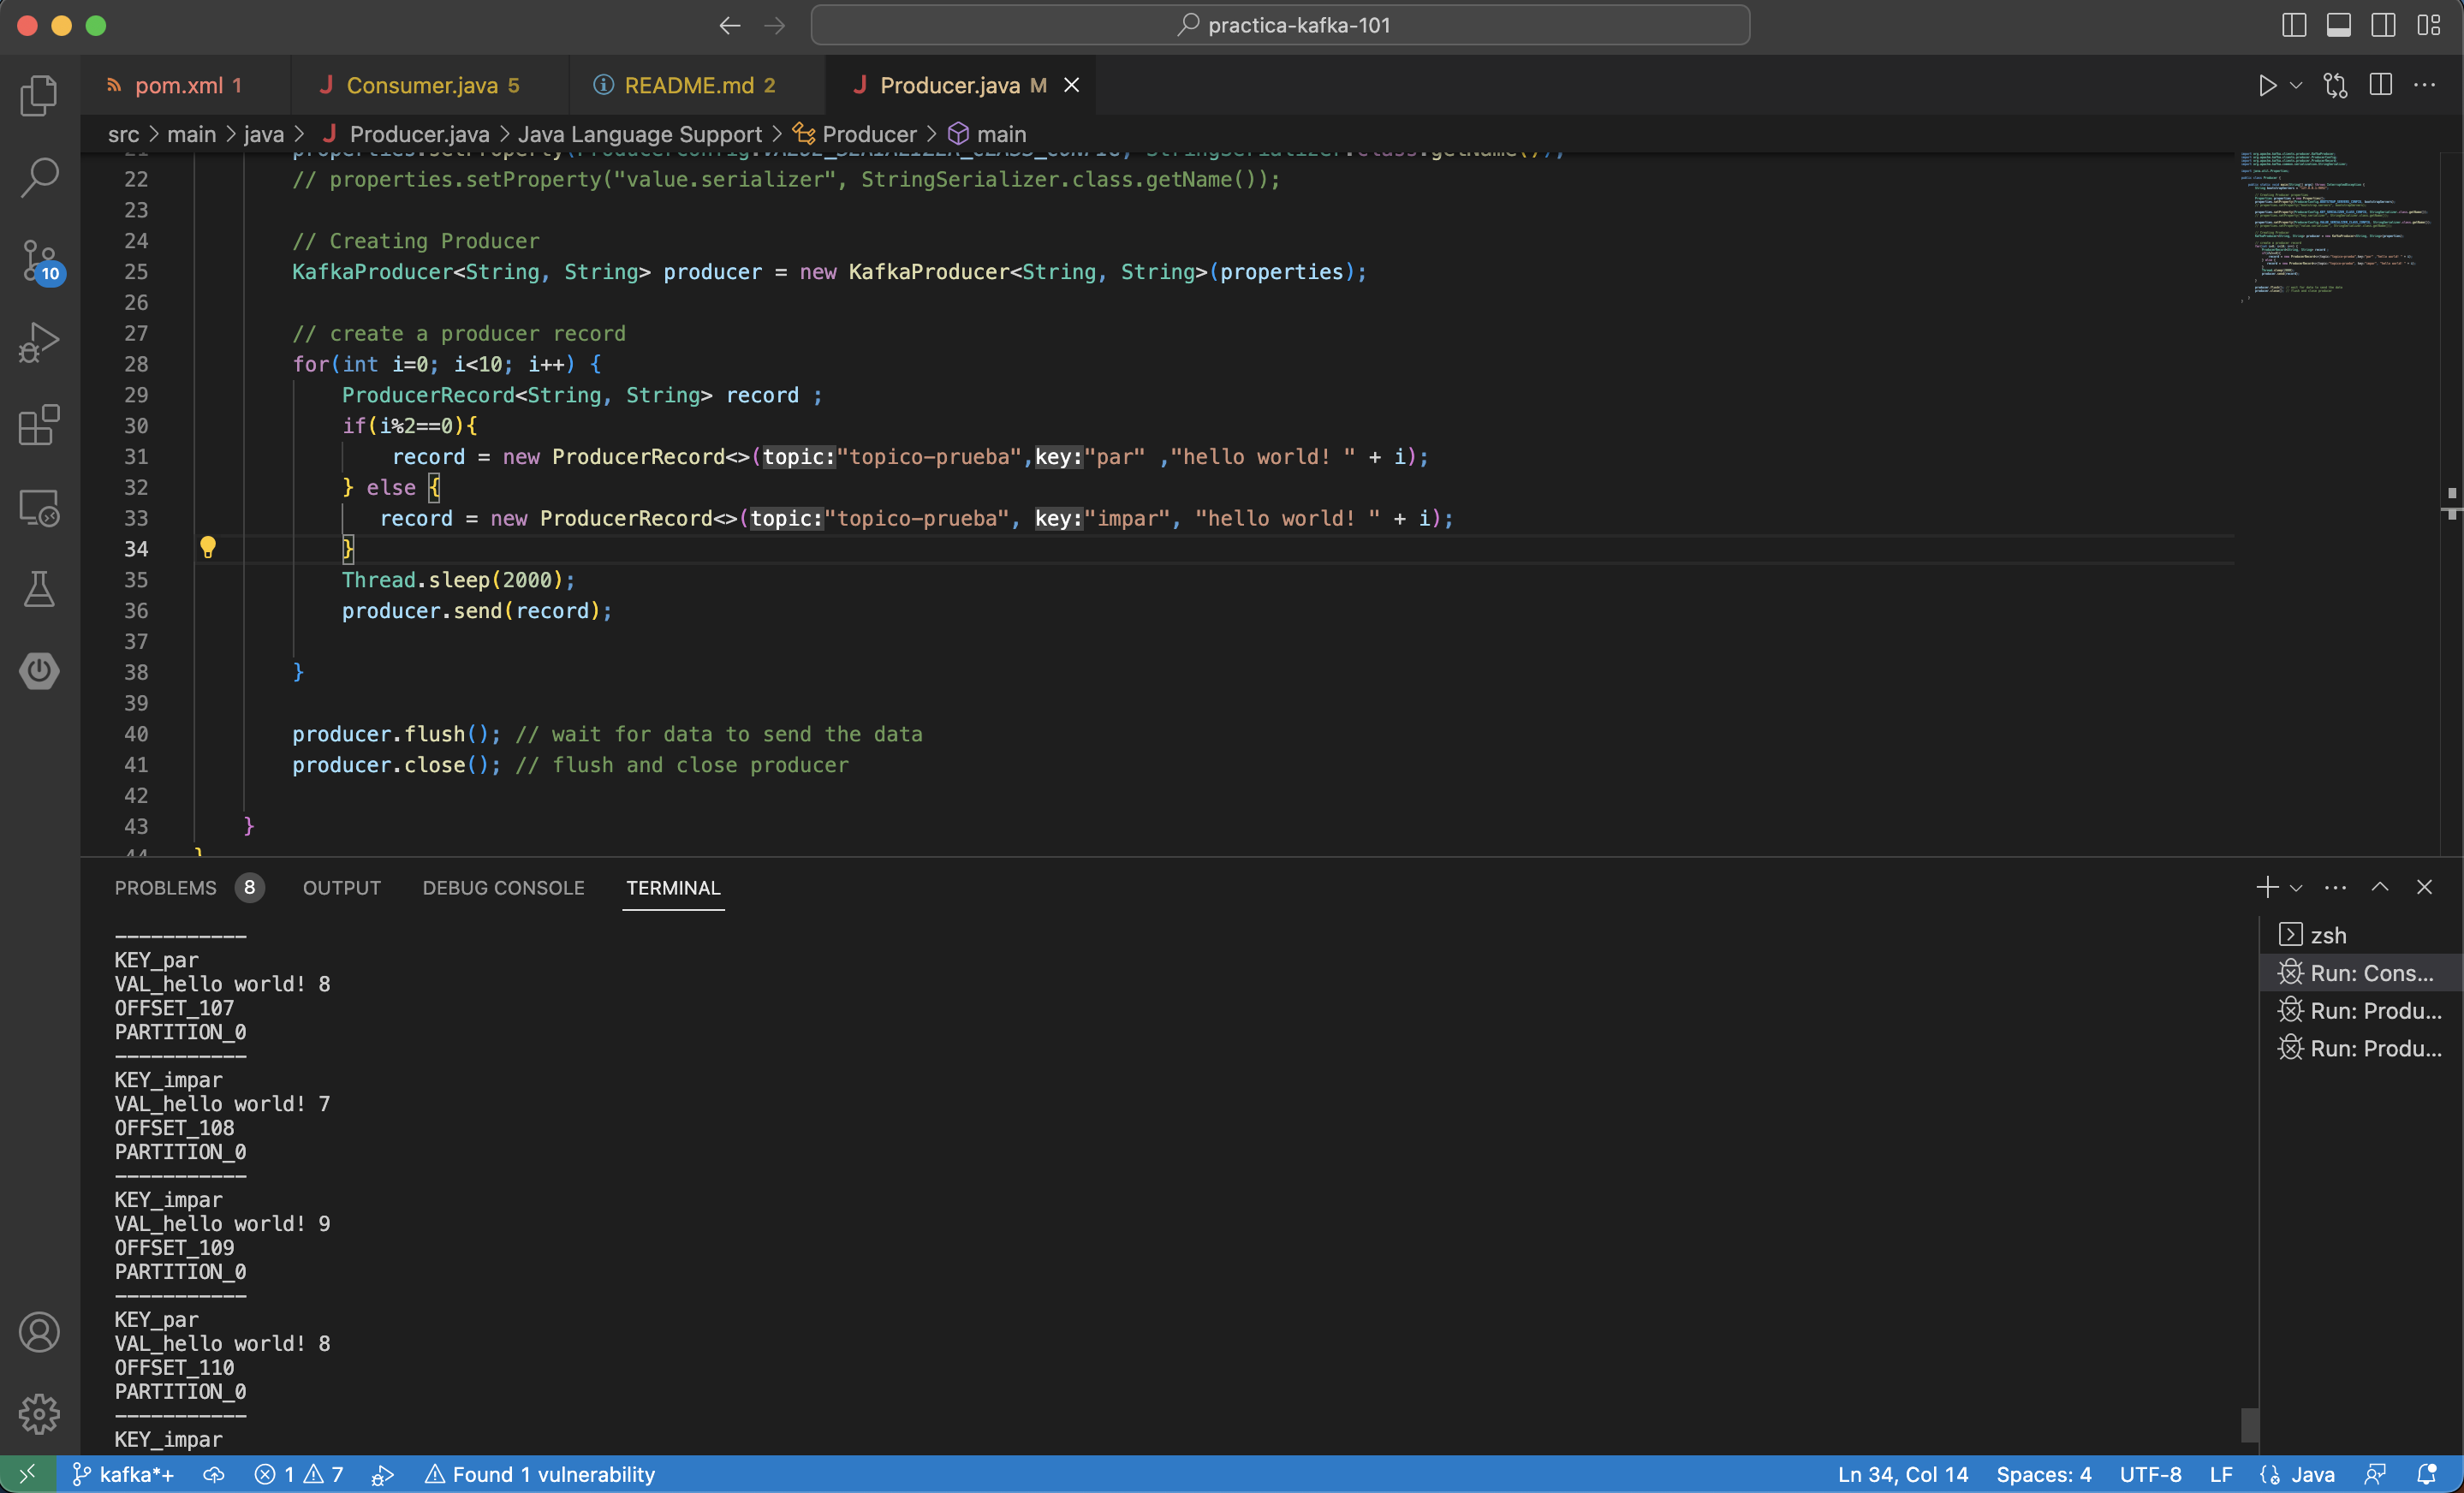 practica-kafka-101
pom.xml 1
Consumer.java 5
README.md 2
Producer.java M
src > main > java > Producer.java > Java Language Support > Producer > main
21 properties.setProperty(ProducerConfig.VALUE_SERIALIZER_CLASS_CONFIG, StringSerializer.class.getName());
22 // properties.setProperty("value.serializer", StringSerializer.class.getName());
23
24 // Creating Producer
25 KafkaProducer<String, String> producer = new KafkaProducer<String, String>(properties);
26
27 // create a producer record
28 for(int i=0; i<10; i++) {
29 ProducerRecord<String, String> record ;
30 if(i%2==0){
31 record = new ProducerRecord<>(topic:"topico-prueba",key:"par" ,"hello world! " + i);
32 } else {
33 record = new ProducerRecord<>(topic:"topico-prueba", key:"impar", "hello world! " + i);
34 }
35 Thread.sleep(2000);
36 producer.send(record);
37
38 }
39
40 producer.flush(); // wait for data to send the data
41 producer.close(); // flush and close producer
42
43 }
44 }
10
PROBLEMS 8 OUTPUT DEBUG CONSOLE TERMINAL
-----------
KEY_par
VAL_hello world! 8
OFFSET_107
PARTITION_0
-----------
KEY_impar
VAL_hello world! 7
OFFSET_108
PARTITION_0
-----------
KEY_impar
VAL_hello world! 9
OFFSET_109
PARTITION_0
-----------
KEY_par
VAL_hello world! 8
OFFSET_110
PARTITION_0
-----------
KEY_impar
zsh
Run: Cons...
Run: Produ...
Run: Produ...
kafka*+ 1 7 Found 1 vulnerability
Ln 34, Col 14 Spaces: 4 UTF-8 LF Java